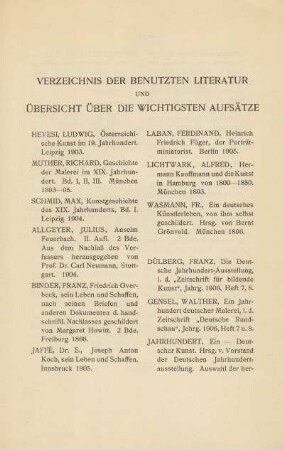 VERZEICHNIS DER BENUTZTEN LITERATUR
UND
ÜBERSICHT ÜBER DIE WICHTIGSTEN AUFSÄTZE
HEVESI, LUDWIG, Österreichi-
sche Kunst im 19. Jahrhundert.
Leipzig 1903.
MUTHER, RICHARD, Geschichte
der Malerei im XIX. Jahrhun-
dert. Bd. I, II, III. München
1893—95.
SCHMID, MAX, Kunstgeschichte
des XIX. Jahrhunderts, Bd. I.
Leipzig 1904.
ALLGEYER, JULIUS, Anselm
Feuerbach. II. Aufl. 2 Bde.
Aus dem Nachlaß des Ver-
fassers herausgegeben von
Prof. Dr. Carl Neumann, Stutt-
gart. 1904.
BINDER, FRANZ, Friedrich Over-
beck, sein Leben und Schaffen,
nach seinen Briefen und
anderen Dokumenten d. hand-
schriftl. Nachlasses geschildert
von Margaret Howitt. 2 Bde,
Freiburg 1886.
JAFFÉ, Dr. E., Joseph Anton
Koch, sein Leben und Schaffen,
Innsbruck 1905.
LABAN, FERDINAND, Heinrich
Friedrich Füger, der Porträt-
miniaturist. Berlin 1905.
LICHTWARK, ALFRED, Her-
mann Kauffmann und die Kunst
in Hamburg von 1800—1850.
München 1893.
WASMANN, FR., Ein deutsches
Künstlerleben, von ihm selbst
geschildert. Hrsg. von Bernt
Grönvold. München 1896.
DÜLBERG, FRANZ, Die Deut-
sche Jahrhundert-Ausstellung,
i. d. „Zeitschrift für bildende
Kunst“, Jahrg. 1906, Heft 7, 8.
GENSEL, WALTHER, Ein Jahr-
hundert deutscher Malerei, i. d.
Zeitschrift „Deutsche Rund-
schau“, Jahrg. 1906, Heft 7 u. 8.
JAHRHUNDERT, Ein — Deut-
scher Kunst. Hrsg. v. Vorstand
der Deutschen Jahrhundert-
ausstellung. Auswahl der her-